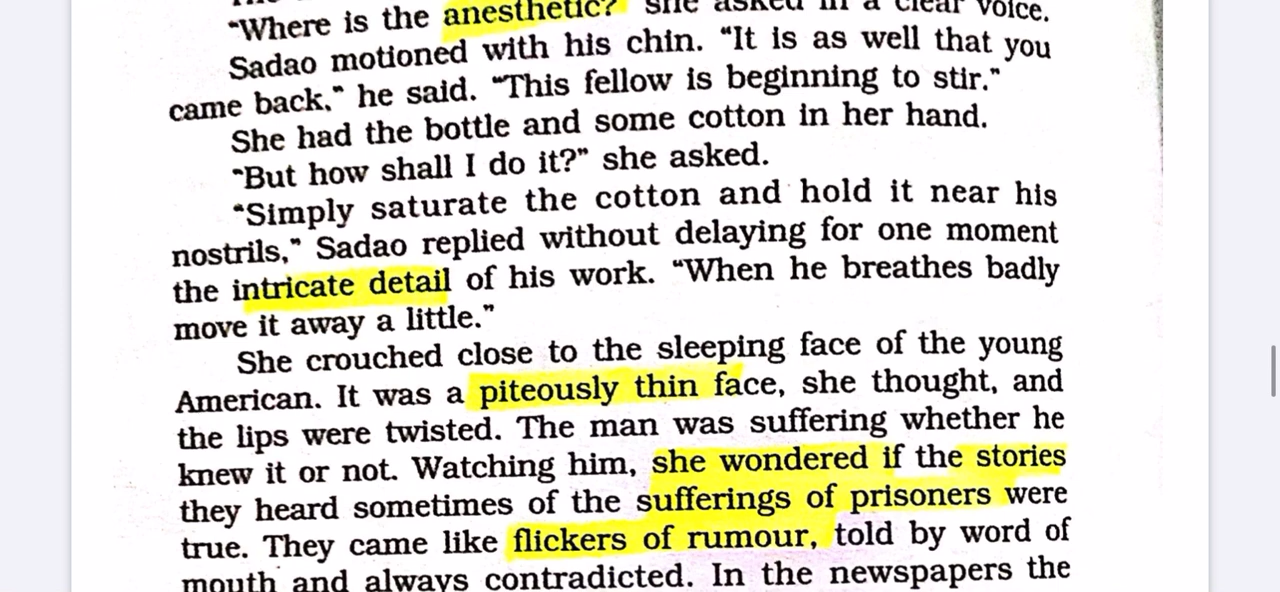 “Where is the anesthetic?” she asked in a clear voice.
Sadao motioned with his chin. “It is as well that you
came back,” he said. “This fellow is beginning to stir.”
She had the bottle and some cotton in her hand.
“But how shall I do it?” she asked.
“Simply saturate the cotton and hold it near his
nostrils,” Sadao replied without delaying for one moment
the intricate detail of his work. “When he breathes badly
move it away a little.”
She crouched close to the sleeping face of the young
American. It was a piteously thin face, she thought, and
the lips were twisted. The man was suffering whether he
knew it or not. Watching him, she wondered if the stories
they heard sometimes of the sufferings of prisoners were
true. They came like flickers of rumour, told by word of
mouth and always contradicted. In the newspapers the